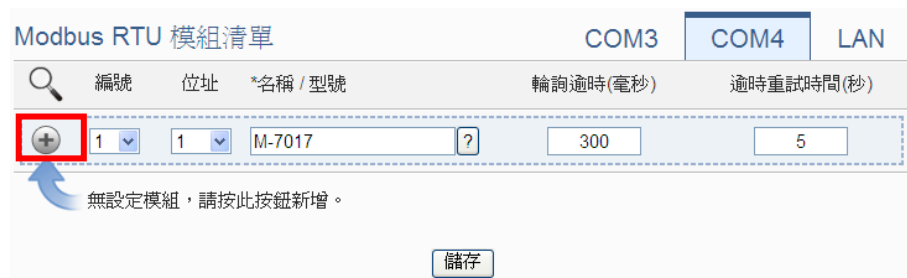 Modbus RTU 模組清單 COM3 COM4 LAN
編號 位址 *名稱 / 型號 輪詢逾時(毫秒) 逾時重試時間(秒)
1 1 M-7017 ? 300 5
無設定模組，請按此按鈕新增。
儲存